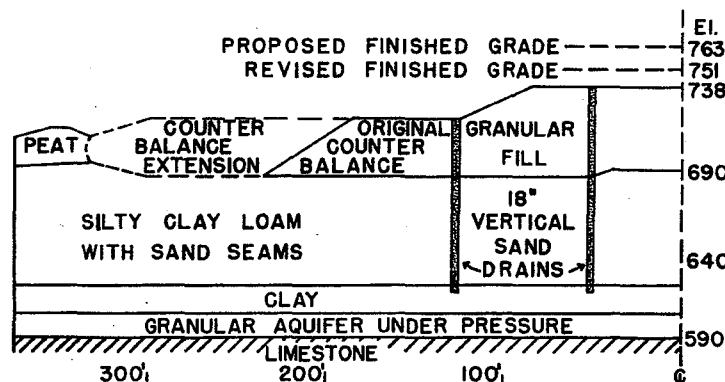 El.
PROPOSED FINISHED GRADE 763
REVISED FINISHED GRADE 751
738
COUNTER ORIGINAL GRANULAR
PEAT BALANCE COUNTER FILL
EXTENSION BALANCE
690
SILTY CLAY LOAM
WITH SAND SEAMS
18"
VERTICAL
SAND
DRAINS
640
CLAY
GRANULAR AQUIFER UNDER PRESSURE
590
LIMESTONE
300' 200' 100' ℄